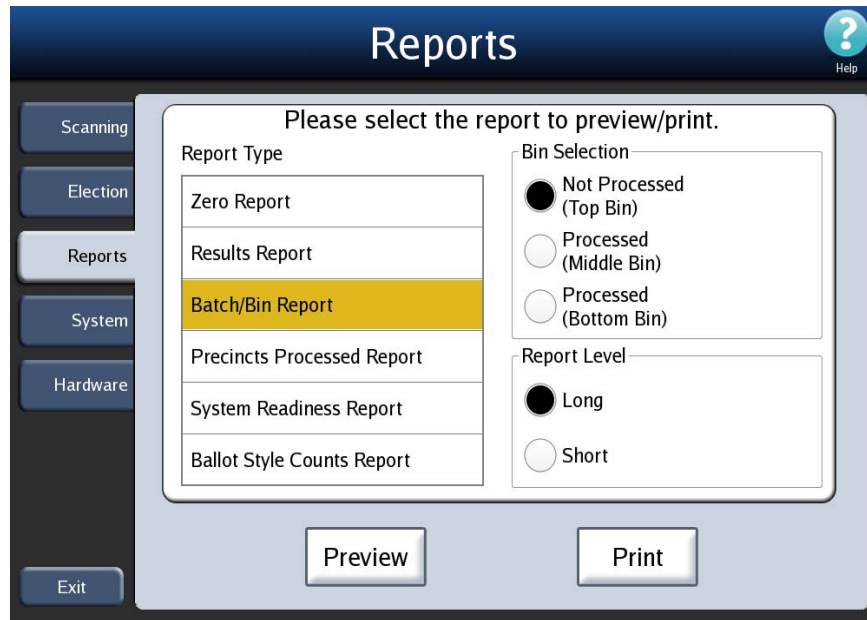 Reports
Help
Scanning
Election
Reports
System
Hardware
Exit
Please select the report to preview/print.
Report Type
Zero Report
Results Report
Batch/Bin Report
Precincts Processed Report
System Readiness Report
Ballot Style Counts Report
Bin Selection
Not Processed
(Top Bin)
Processed
(Middle Bin)
Processed
(Bottom Bin)
Report Level
Long
Short
Preview
Print